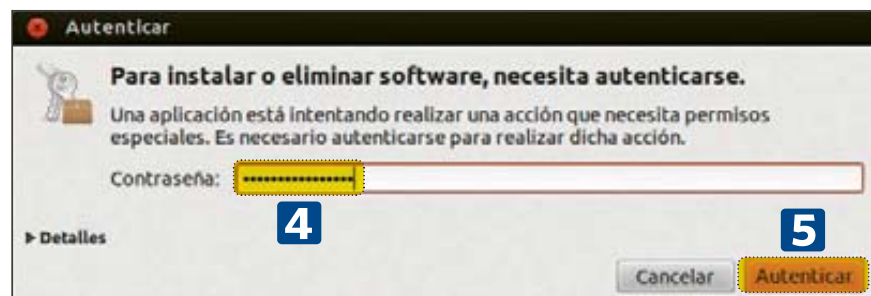 Autenticar
Para instalar o eliminar software, necesita autenticarse.
Una aplicación está intentando realizar una acción que necesita permisos
especiales. Es necesario autenticarse para realizar dicha acción.
Contraseña: ••••••••••••••••
4
Detalles
5
Cancelar Autenticar